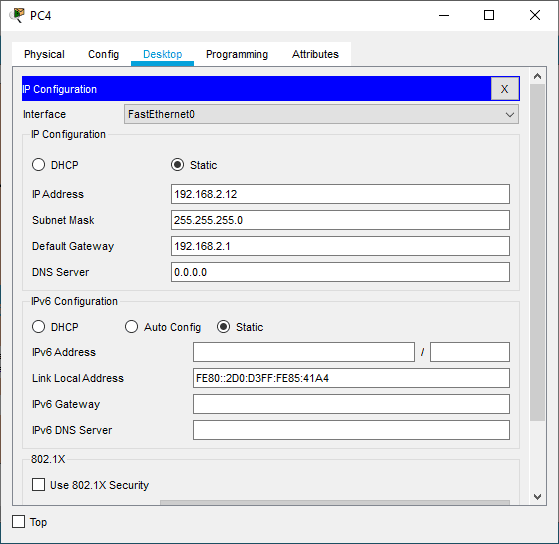 PC4
Physical Config Desktop Programming Attributes
IP Configuration X
Interface FastEthernet0
IP Configuration
DHCP Static
IP Address 192.168.2.12
Subnet Mask 255.255.255.0
Default Gateway 192.168.2.1
DNS Server 0.0.0.0
IPv6 Configuration
DHCP Auto Config Static
IPv6 Address /
Link Local Address FE80::2D0:D3FF:FE85:41A4
IPv6 Gateway
IPv6 DNS Server
802.1X
Use 802.1X Security
Top